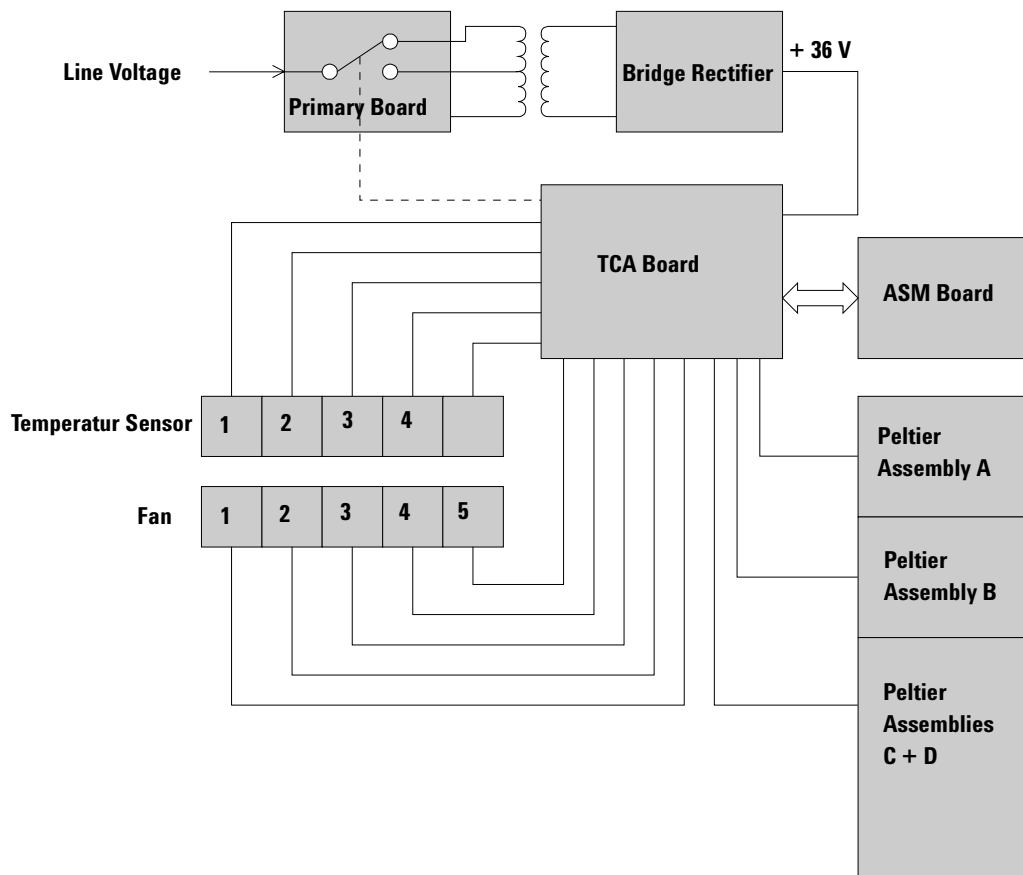 + 36 V
Line Voltage
Bridge Rectifier
Primary Board
TCA Board
ASM Board
Temperatur Sensor
1
2
3
4
Peltier
Assembly A
Fan
1
2
3
4
5
Peltier
Assembly B
Peltier
Assemblies
C + D